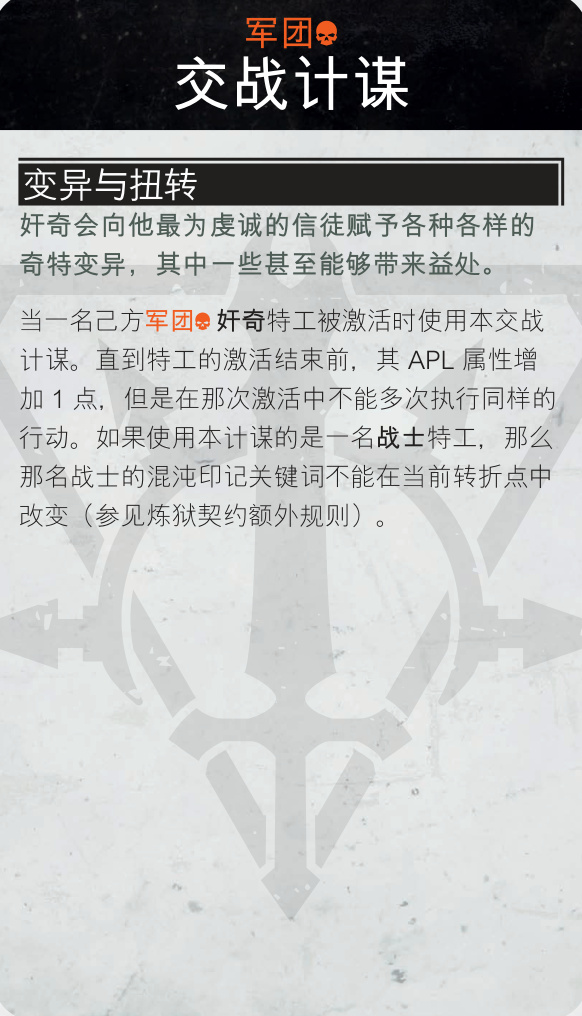 军团
交战计谋
变异与扭转
奸奇会向他最为虔诚的信徒赋予各种各样的
奇特变异，其中一些甚至能够带来益处。
当一名己方军团 奸奇特工被激活时使用本交战
计谋。直到特工的激活结束前，其 APL 属性增
加 1 点，但是在那次激活中不能多次执行同样的
行动。如果使用本计谋的是一名战士特工，那么
那名战士的混沌印记关键词不能在当前转折点中
改变（参见炼狱契约额外规则）。